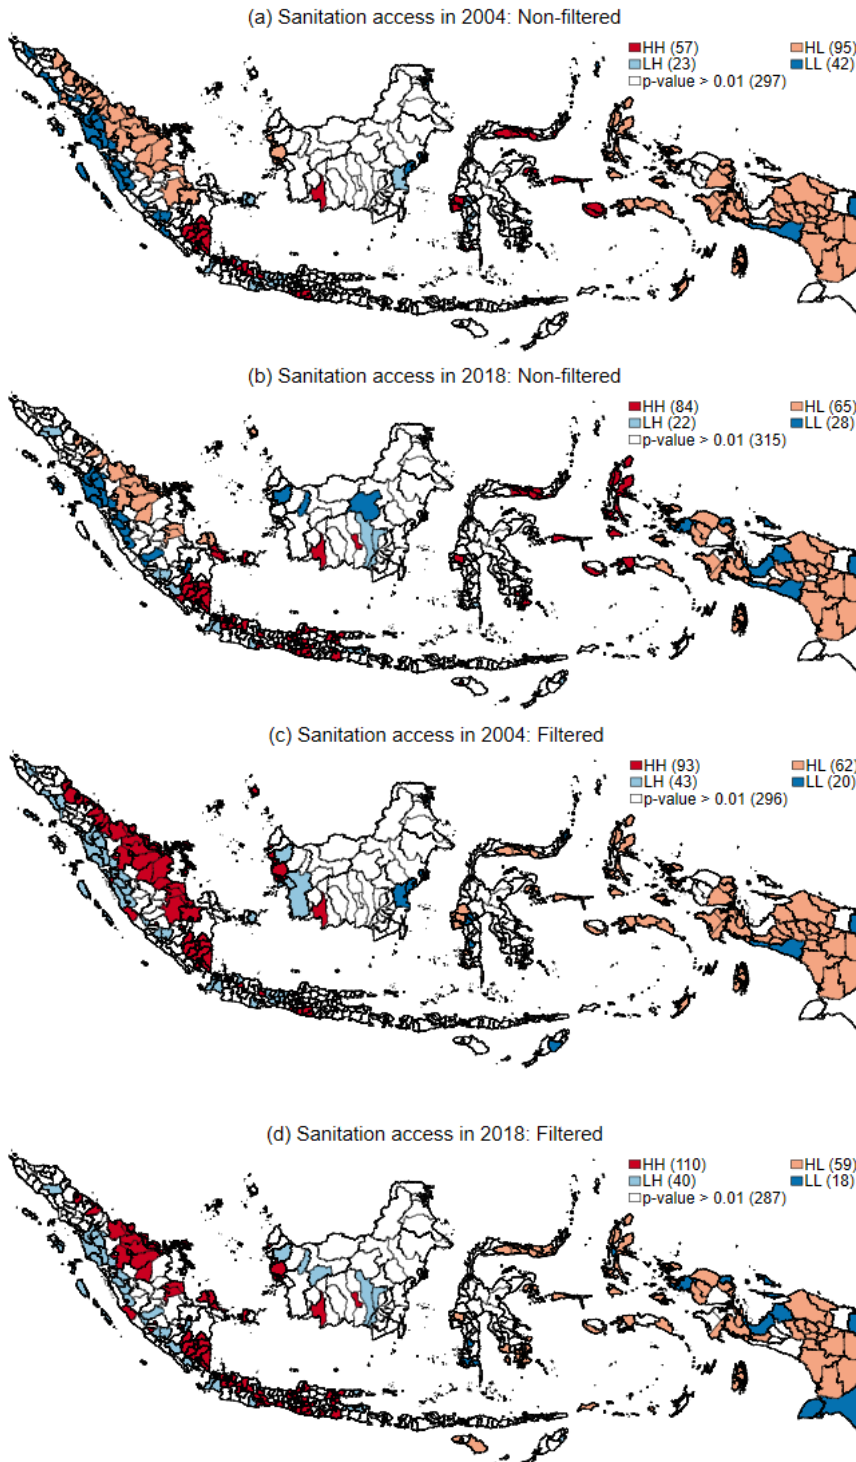 (a) Sanitation access in 2004: Non-filtered
HH (57) HL (95)
LH (23) LL (42)
p-value > 0.01 (297)
(b) Sanitation access in 2018: Non-filtered
HH (84) HL (65)
LH (22) LL (28)
p-value > 0.01 (315)
(c) Sanitation access in 2004: Filtered
HH (93) HL (62)
LH (43) LL (20)
p-value > 0.01 (296)
(d) Sanitation access in 2018: Filtered
HH (110) HL (59)
LH (40) LL (18)
p-value > 0.01 (287)